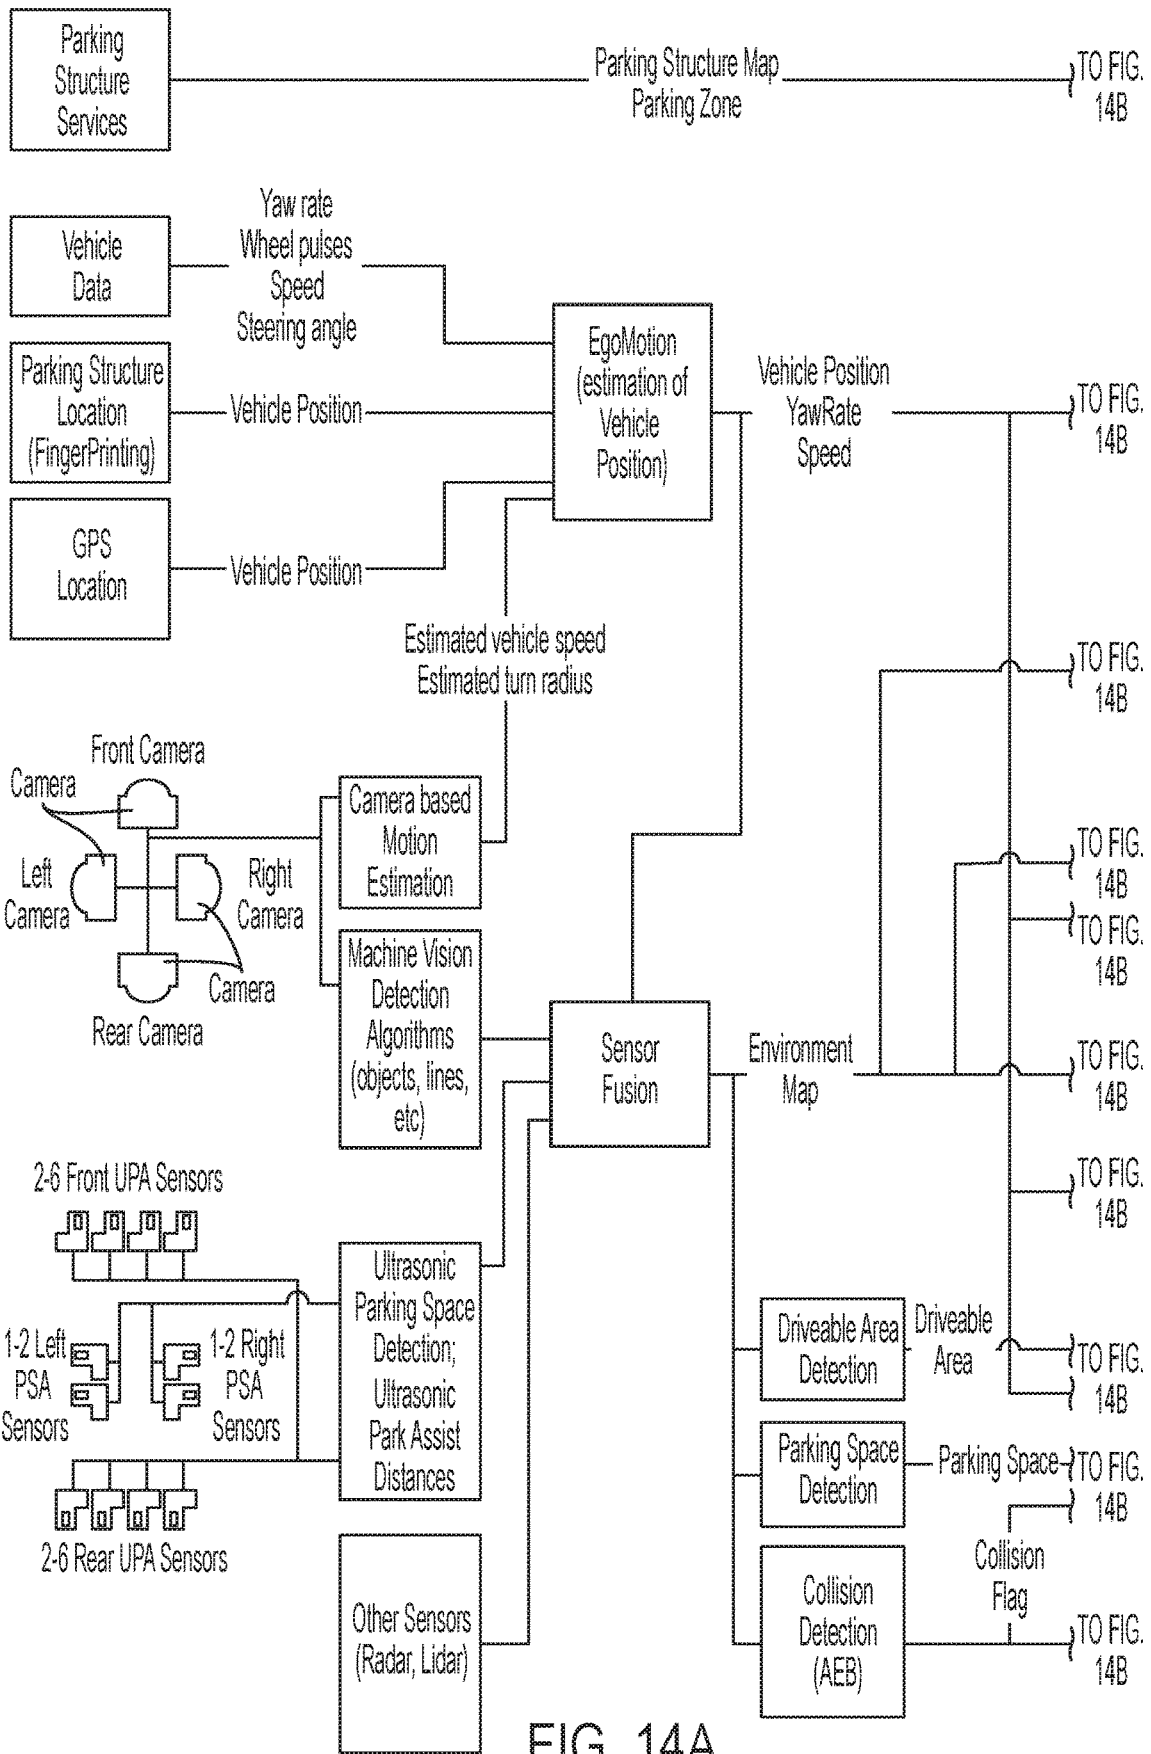 Parking
Structure
Services
Parking Structure Map
Parking Zone
TO FIG.
14B
Vehicle
Data
Yaw rate
Wheel pulses
Speed
Steering angle
Parking Structure
Location
(FingerPrinting)
Vehicle Position
GPS
Location
Vehicle Position
EgoMotion
(estimation of
Vehicle
Position)
Vehicle Position
YawRate
Speed
TO FIG.
14B
Estimated vehicle speed
Estimated turn radius
TO FIG.
14B
Front Camera
Camera
Left
Camera
Right
Camera
Camera
Rear Camera
Camera based
Motion
Estimation
Machine Vision
Detection
Algorithms
(objects, lines,
etc)
TO FIG.
14B
TO FIG.
14B
Sensor
Fusion
Environment
Map
TO FIG.
14B
TO FIG.
14B
2-6 Front UPA Sensors
1-2 Left
PSA
Sensors
1-2 Right
PSA
Sensors
2-6 Rear UPA Sensors
Ultrasonic
Parking Space
Detection;
Ultrasonic
Park Assist
Distances
Other Sensors
(Radar, Lidar)
Driveable Area
Detection
Driveable
Area
TO FIG.
14B
Parking Space
Detection
Parking Space
TO FIG.
14B
Collision
Flag
Collision
Detection
(AEB)
TO FIG.
14B
FIG. 14A